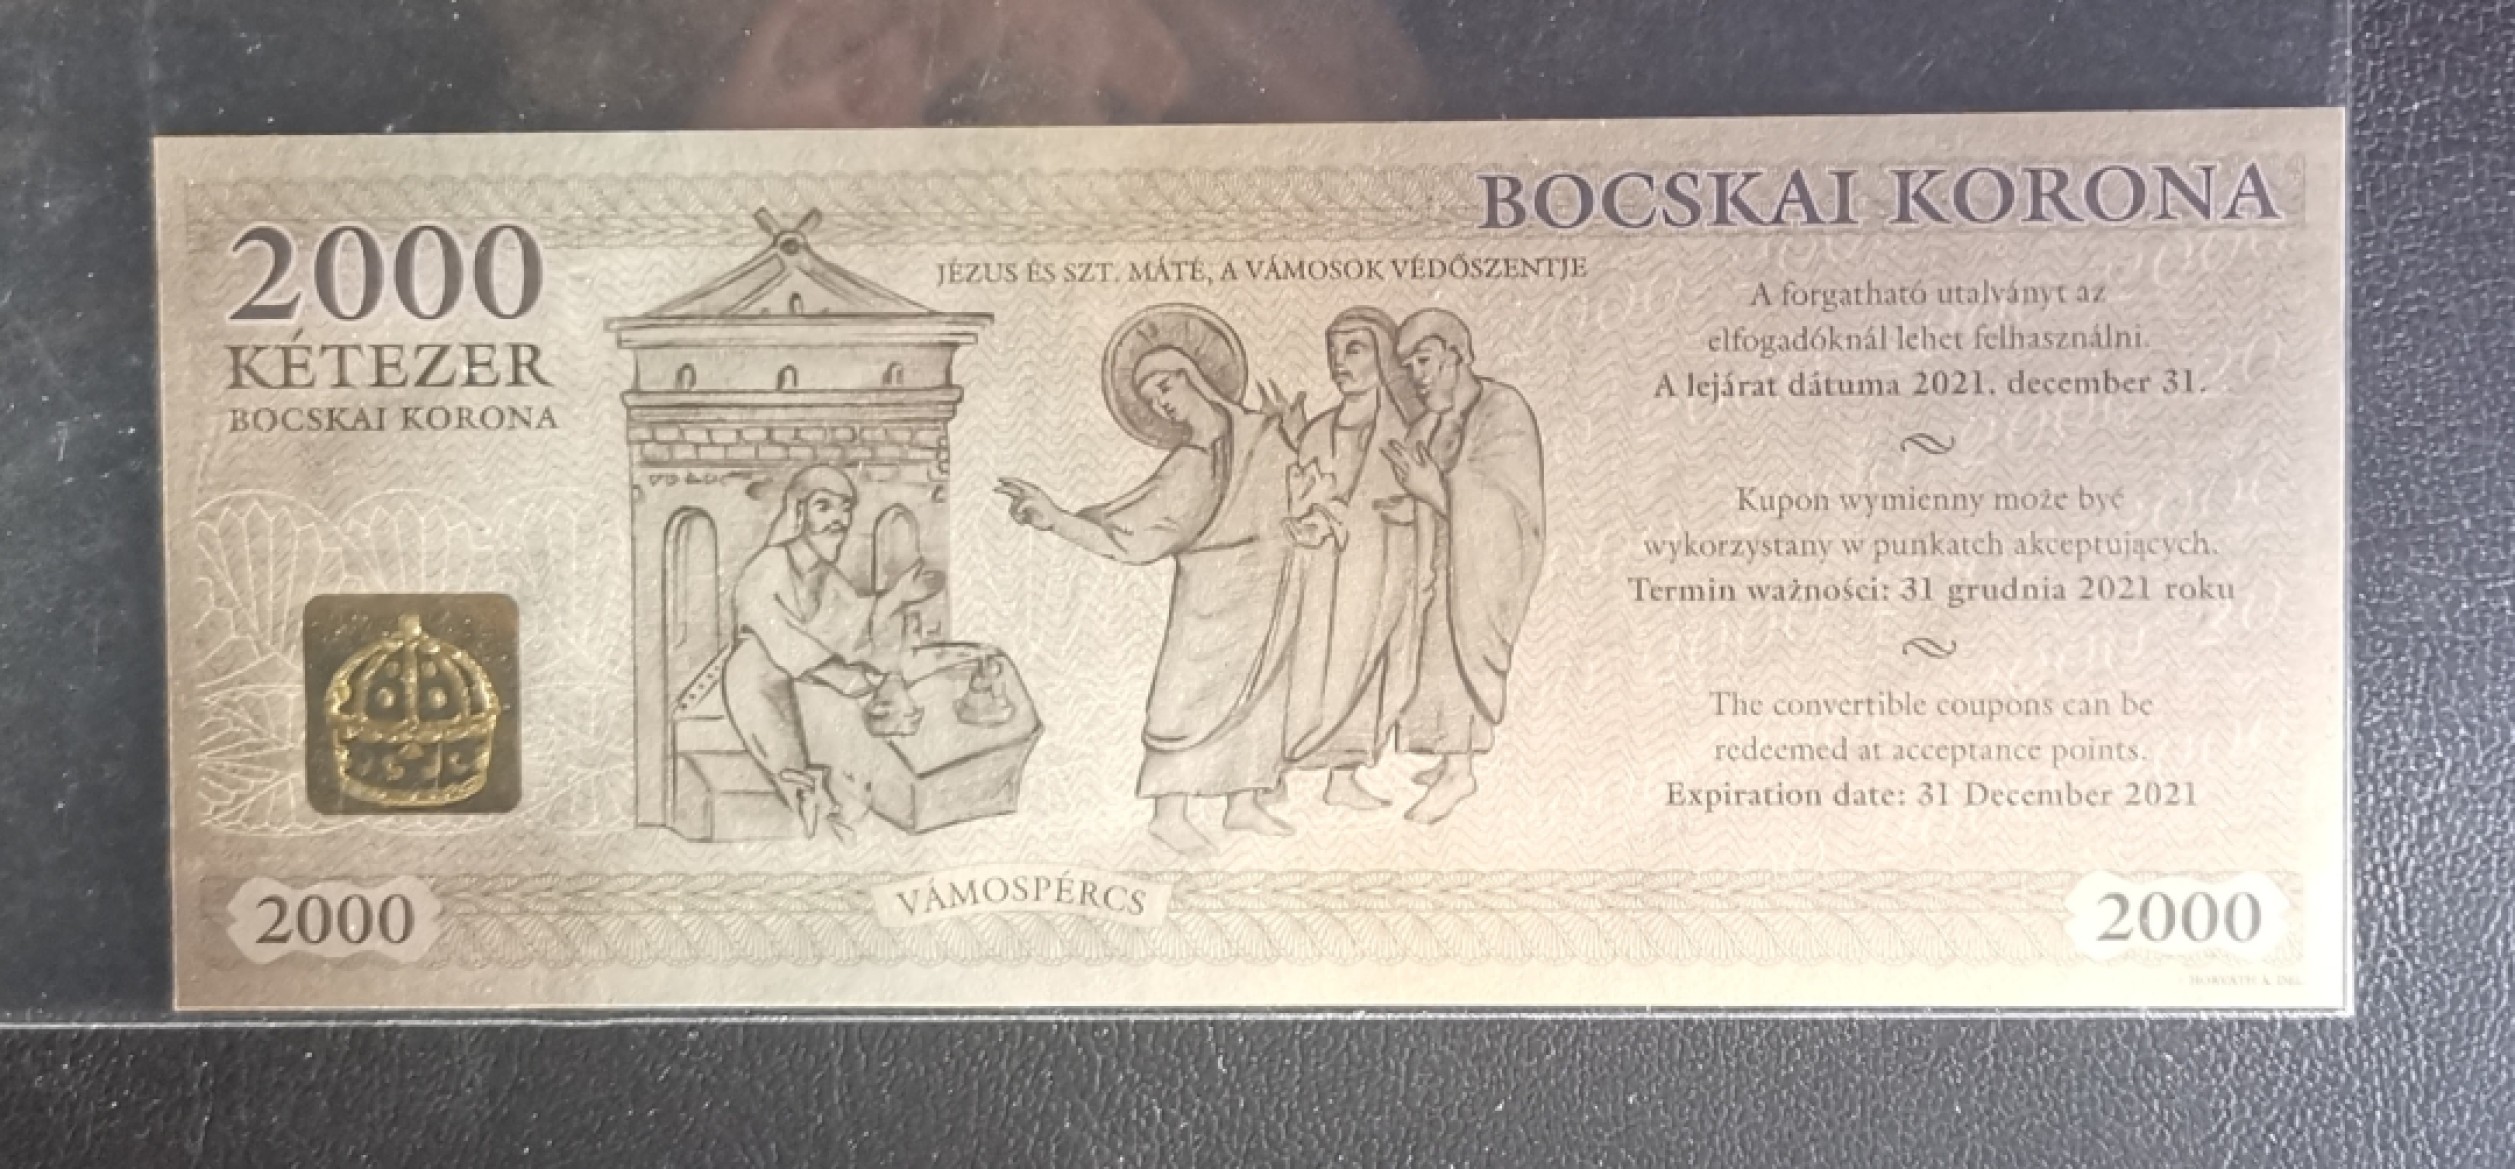 BOCSKAI KORONA
2000
KÉTEZER
BOCSKAI KORONA
JÉZUS ÉS SZT. MÁTÉ, A VÁMOSOK VÉDŐSZENTJE
A forgatható utalványt az
elfogadóknál lehet felhasználni.
A lejárat dátuma 2021. december 31.
Kupon wymienny może być
wykorzystany w punkatch akceptujących.
Termin ważności: 31 grudnia 2021 roku
The convertible coupons can be
redeemed at acceptance points.
Expiration date: 31 December 2021
2000
VÁMOSPÉRCS
2000
HORVÁTH A.